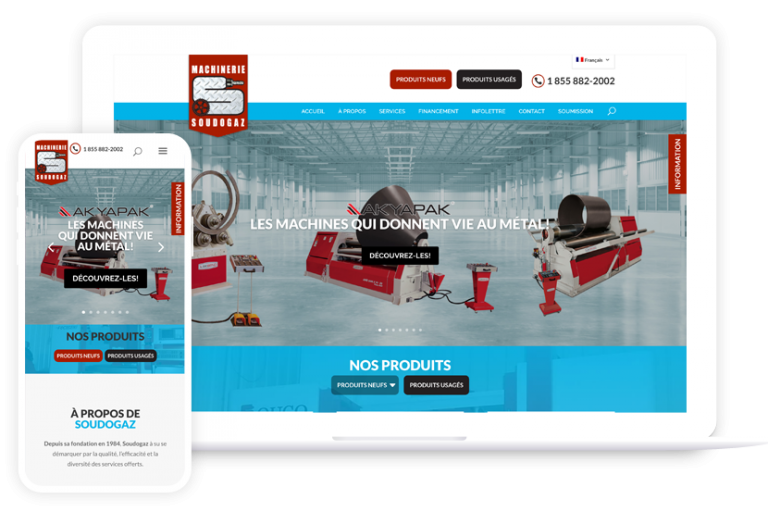 MACHINERIE
SOUDOGAZ
Français
PRODUITS NEUFS
PRODUITS USAGÉS
1 855 882-2002
ACCUEIL
A PROPOS
SERVICES
FINANCEMENT
INFOLETTRE
CONTACT
SOUMISSION
INFORMATION
AKYAPAK
LES MACHINES QUI DONNENT VIE AU MÉTAL!
DÉCOUVREZ-LES!
NOS PRODUITS
PRODUITS NEUFS
PRODUITS USAGÉS
MACHINERIE
SOUDOGAZ
1 855 882-2002
INFORMATION
AKYAPAK
LES MACHINES
QUI DONNENT VIE
AU MÉTAL!
DÉCOUVREZ-LES!
NOS PRODUITS
PRODUITS NEUFS
PRODUITS USAGÉS
À PROPOS DE
SOUDOGAZ
Depuis sa fondation en 1984, Soudogaz à su se
démarquer par la qualité, l'efficacité et la
diversité des services offerts.